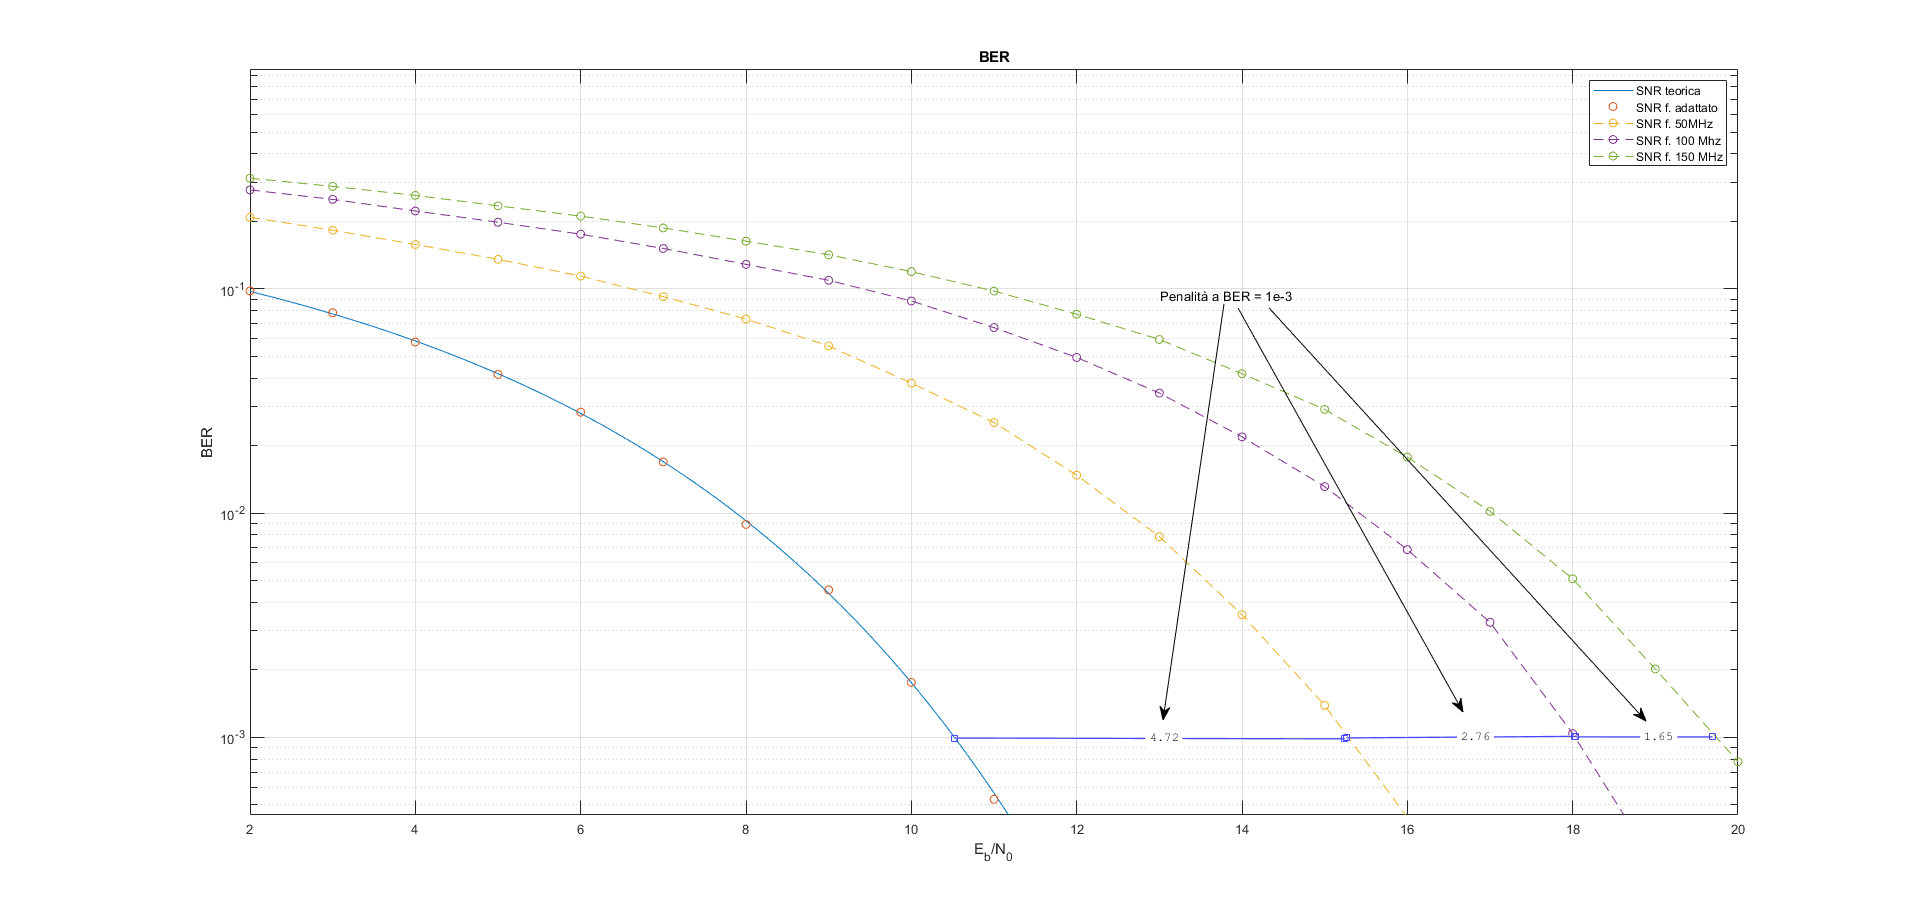 BER
SNR teorica
SNR f. adattato
SNR f. 50MHz
SNR f. 100 Mhz
SNR f. 150 MHz
10-1
Penalità a BER = 1e-3
BER
10-2
10-3
4.72
2.76
1.65
2 4 6 8 10 12 14 16 18 20
Eb/N0